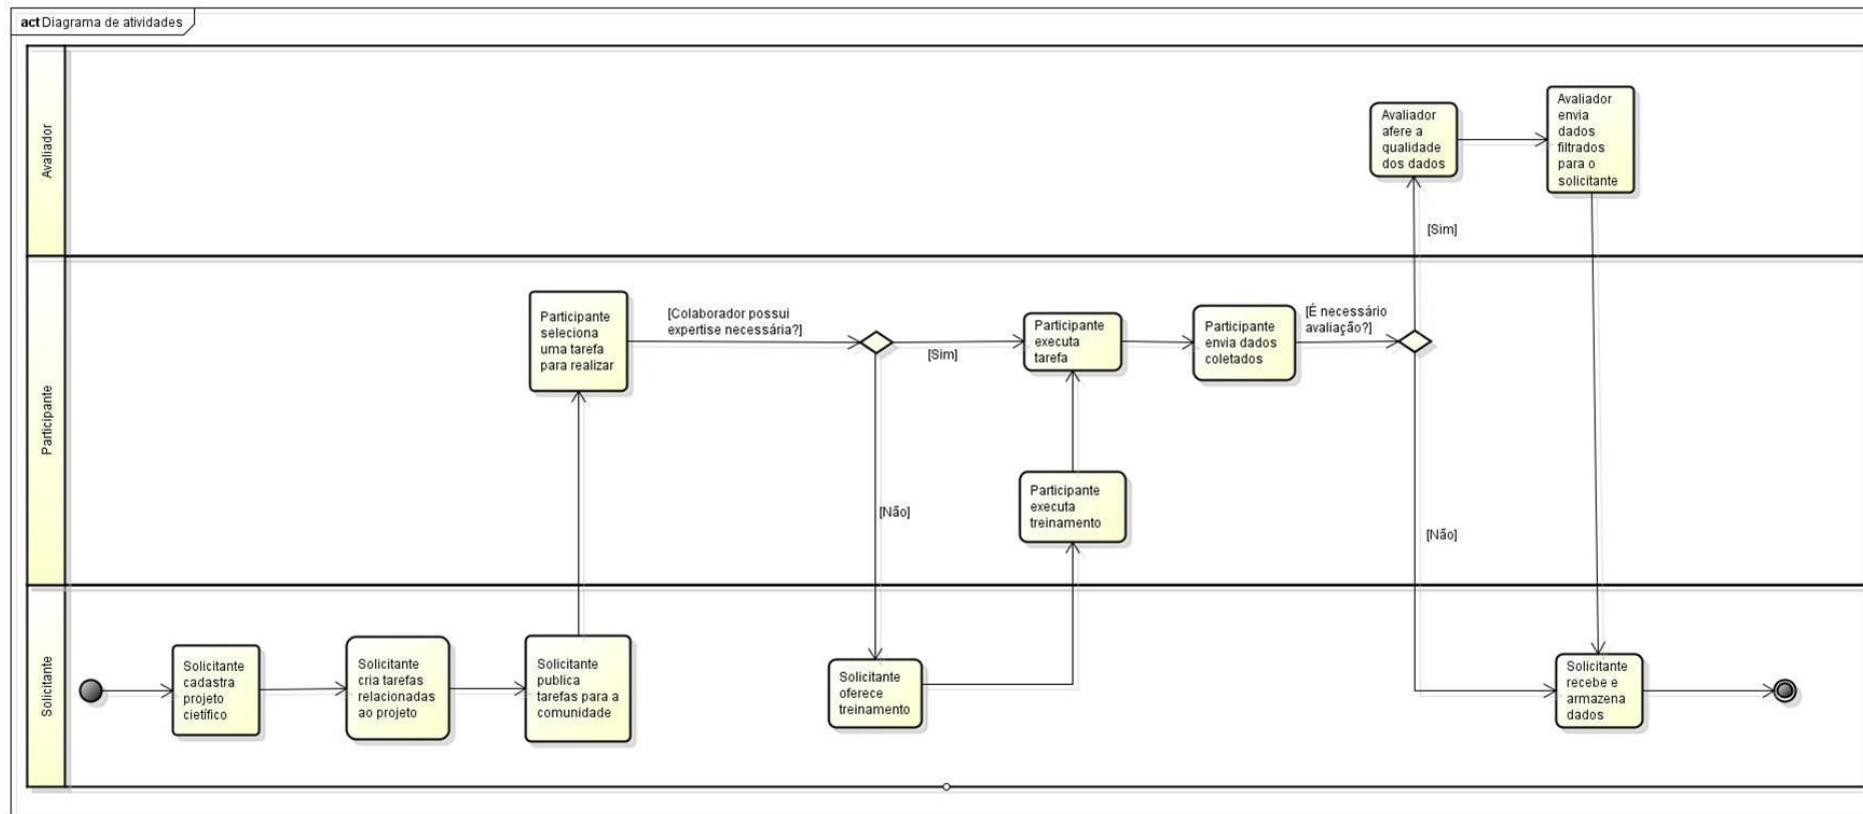 act Diagrama de atividades
Avaliador
Avaliador
afere a
qualidade
dos dados
Avaliador
envia
dados
filtrados
para o
solicitante
[Sim]
Participante
Participante
seleciona
uma tarefa
para realizar
[Colaborador possui
expertise necessária?]
[Sim]
Participante
executa
tarefa
Participante
envia dados
coletados
[É necessário
avaliação?]
[Não]
Participante
executa
treinamento
[Não]
Solicitante
Solicitante
cadastra
projeto
cietífico
Solicitante
cria tarefas
relacionadas
ao projeto
Solicitante
publica
tarefas para a
comunidade
Solicitante
oferece
treinamento
Solicitante
recebe e
armazena
dados